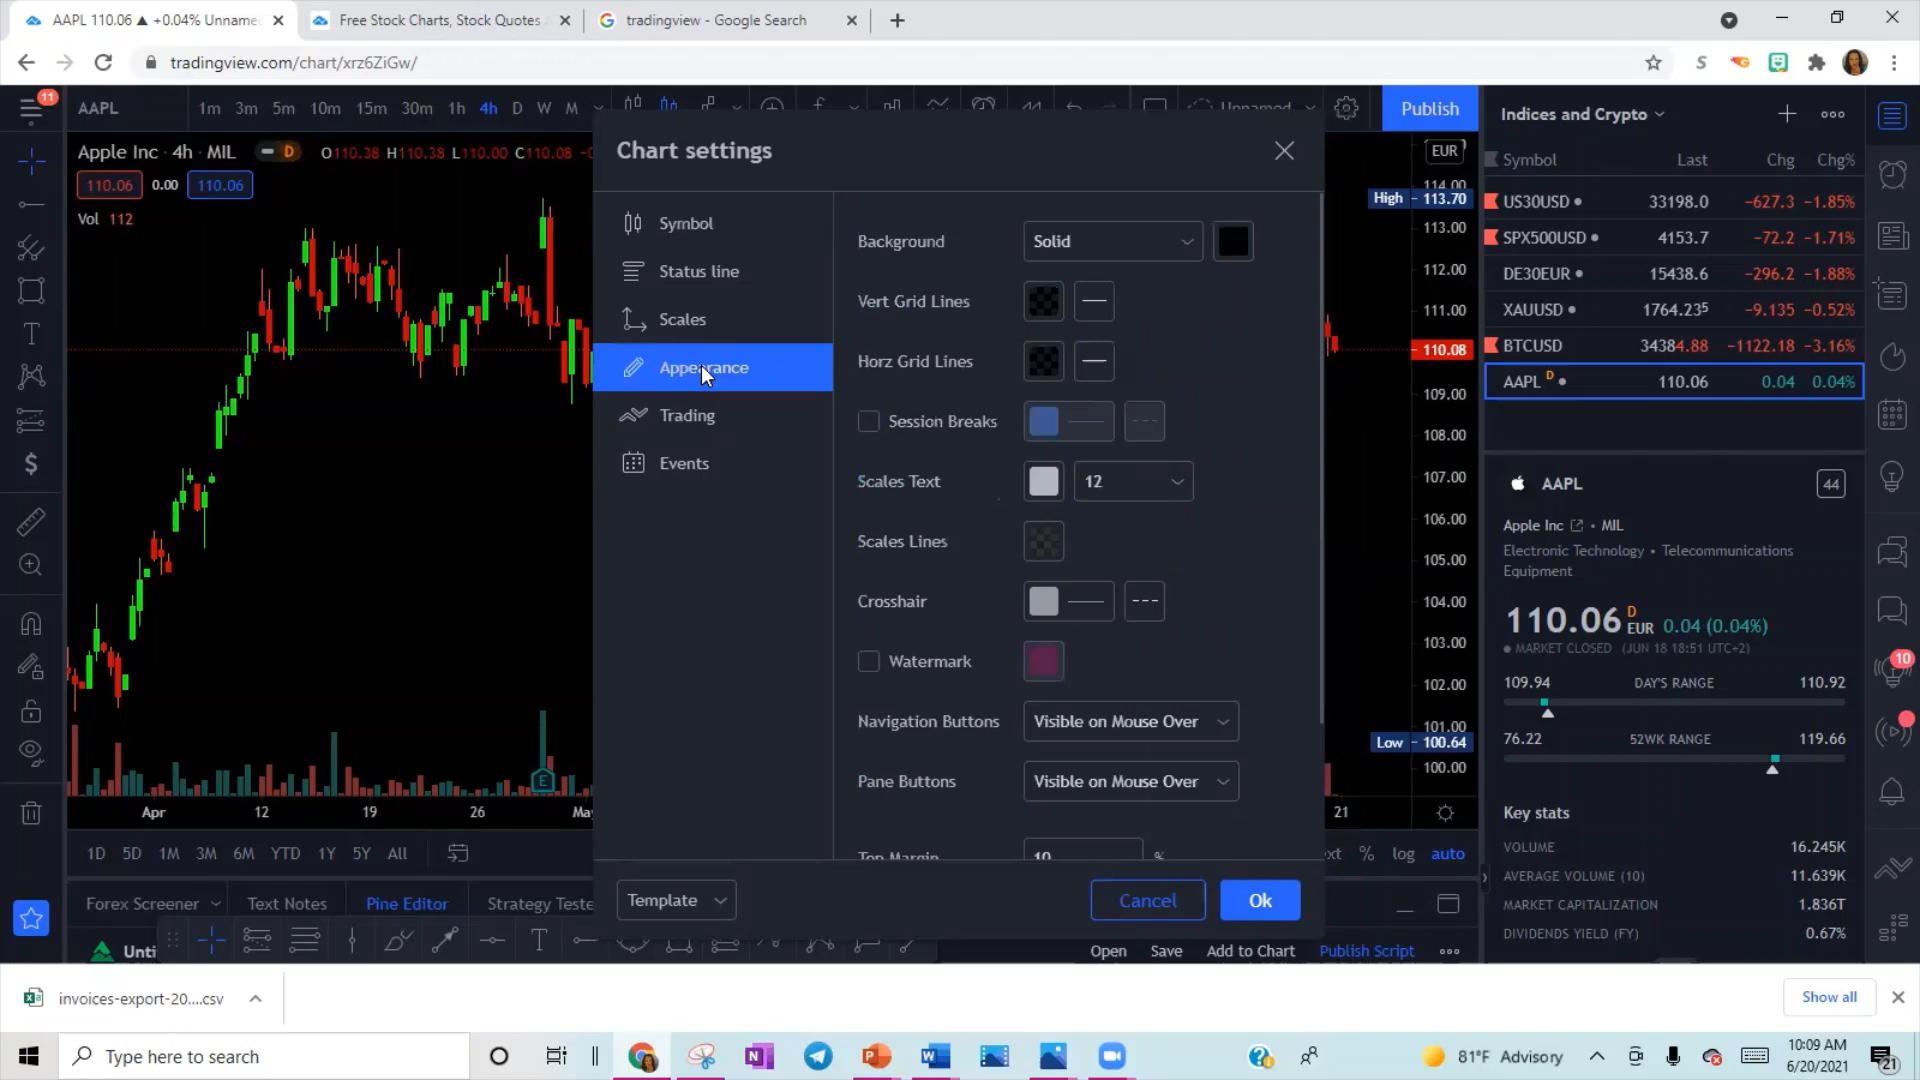 AAPL 110.06 ▲ +0.04% Unname
Free Stock Charts, Stock Quotes
tradingview - Google Search
tradingview.com/chart/xrz6ZiGw/
11
AAPL
1m 3m 5m 10m 15m 30m 1h 4h D W M
Unnamed
Publish
Indices and Crypto
Apple Inc · 4h · MIL
D
O110.38 H110.38 L110.00 C110.08
110.06 0.00 110.06
Vol 112
Chart settings
Symbol
Status line
Scales
Appearance
Trading
Events
Background
Solid
Vert Grid Lines
Horz Grid Lines
Session Breaks
Scales Text
12
Scales Lines
Crosshair
Watermark
Navigation Buttons
Visible on Mouse Over
Pane Buttons
Visible on Mouse Over
Top Margin
10
%
Template
Cancel
Ok
EUR
114.00
High 113.70
113.00
112.00
111.00
110.08
109.00
108.00
107.00
106.00
105.00
104.00
103.00
102.00
101.00
Low 100.64
100.00
E
Apr 12 19 26 May 21
1D 5D 1M 3M 6M YTD 1Y 5Y All
% log auto
Forex Screener Text Notes Pine Editor Strategy Teste
Unti
Open Save Add to Chart Publish Script
Symbol Last Chg Chg%
US30USD 33198.0 −627.3 −1.85%
SPX500USD 4153.7 −72.2 −1.71%
DE30EUR 15438.6 −296.2 −1.88%
XAUUSD 1764.235 −9.135 −0.52%
BTCUSD 34384.88 −1122.18 −3.16%
AAPL D 110.06 0.04 0.04%
AAPL
44
Apple Inc • MIL
Electronic Technology • Telecommunications
Equipment
110.06 D EUR 0.04 (0.04%)
MARKET CLOSED (JUN 18 18:51 UTC+2)
109.94 DAY'S RANGE 110.92
76.22 52WK RANGE 119.66
Key stats
VOLUME 16.245K
AVERAGE VOLUME (10) 11.639K
MARKET CAPITALIZATION 1.836T
DIVIDENDS YIELD (FY) 0.67%
10
invoices-export-20....csv
Show all
Type here to search
81°F Advisory
10:09 AM
6/20/2021
21